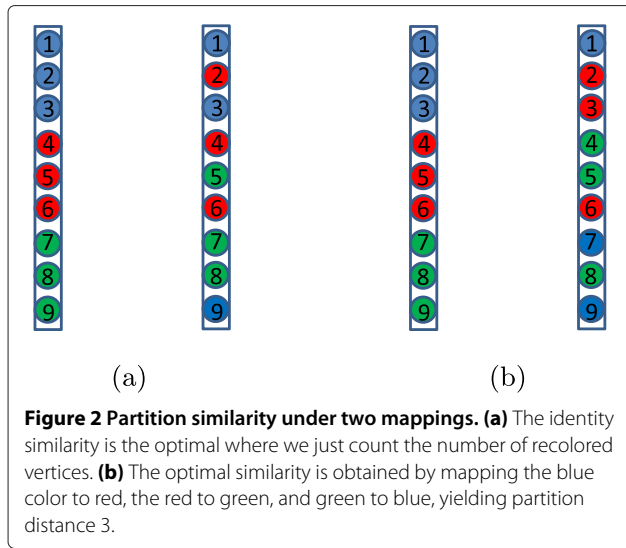 1 1 1 1
2 2 2 2
3 3 3 3
4 4 4 4
5 5 5 5
6 6 6 6
7 7 7 7
8 8 8 8
9 9 9 9
(a) (b)
Figure 2 Partition similarity under two mappings. (a) The identity
similarity is the optimal where we just count the number of recolored
vertices. (b) The optimal similarity is obtained by mapping the blue
color to red, the red to green, and green to blue, yielding partition
distance 3.